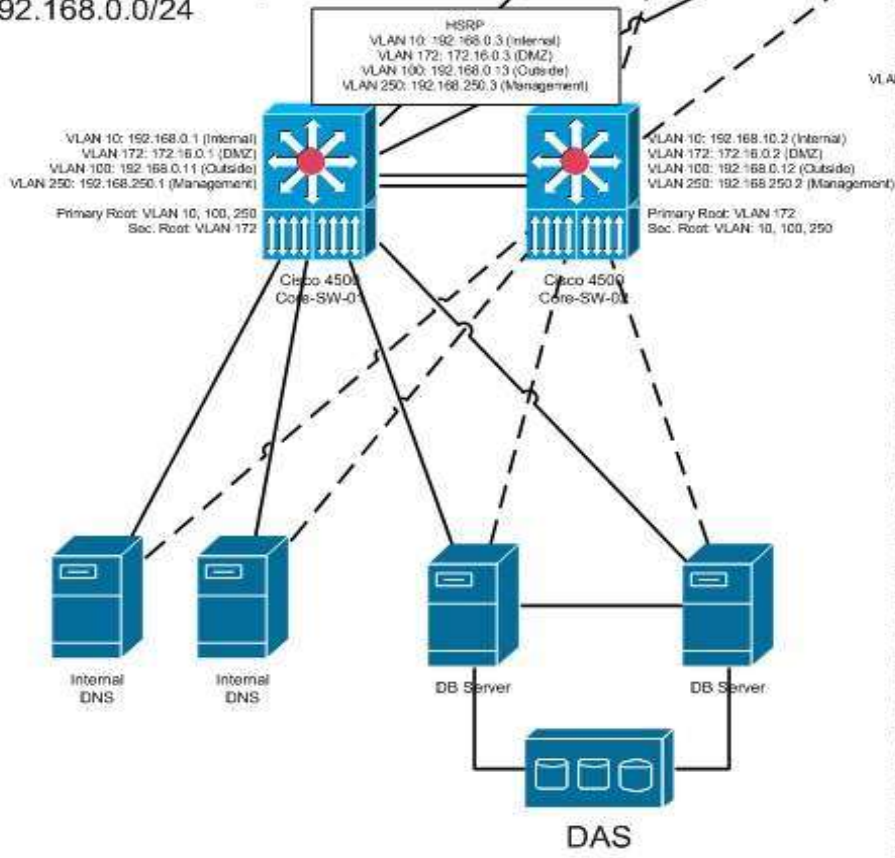 92.168.0.0/24
HSRP
VLAN 10: 192.168.0.3 (Internal)
VLAN 172: 172.16.0.3 (DMZ)
VLAN 100: 192.168.0.13 (Outside)
VLAN 250: 192.168.250.3 (Management)
VLA
VLAN 10: 192.168.0.1 (Internal)
VLAN 172: 172.16.0.1 (DMZ)
VLAN 100: 192.168.0.11 (Outside)
VLAN 250: 192.168.250.1 (Management)
Primary Root: VLAN 10, 100, 250
Sec. Root: VLAN 172
VLAN 10: 192.168.10.2 (Internal)
VLAN 172: 172.16.0.2 (DMZ)
VLAN 100: 192.168.0.12 (Outside)
VLAN 250: 192.168.250.2 (Management)
Primary Root: VLAN 172
Sec. Root: VLAN: 10, 100, 250
Cisco 4500
Core-SW-01
Cisco 4500
Core-SW-02
Internal
DNS
Internal
DNS
DB Server
DB Server
DAS